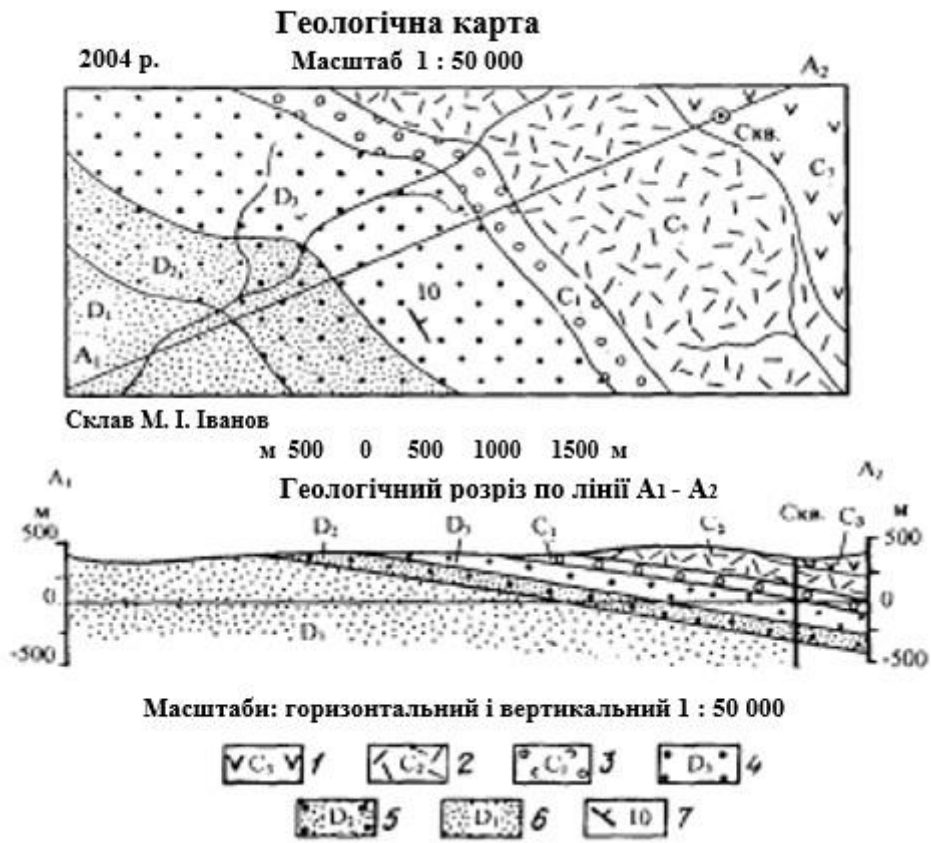 Геологічна карта
2004 р. Масштаб 1 : 50 000
A₂
Скв.
C₃
D₃
C₂
D₂
10
C₁
D₁
A₁
Склав М. І. Іванов
м 500 0 500 1000 1500 м
Геологічний розріз по лінії А1 - А2
A₁ A₂
м D₂ D₃ C₁ C₂ Скв. C₃ м
500 500
0 0
D₁
-500 -500
Масштаби: горизонтальний і вертикальний 1 : 50 000
C₃ 1 C₂ 2 C₁ 3 D₃ 4
D₂ 5 D₁ 6 10 7